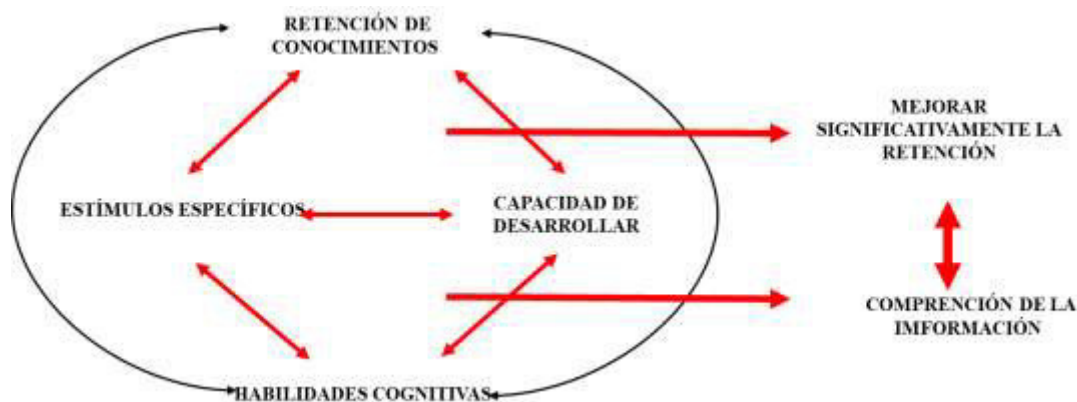 RETENCIÓN DE
CONOCIMIENTOS
MEJORAR
SIGNIFICATIVAMENTE LA
RETENCIÓN
ESTÍMULOS ESPECÍFICOS
CAPACIDAD DE
DESARROLLAR
COMPRENCIÓN DE LA
IMFORMACIÓN
HABILIDADES COGNITIVAS